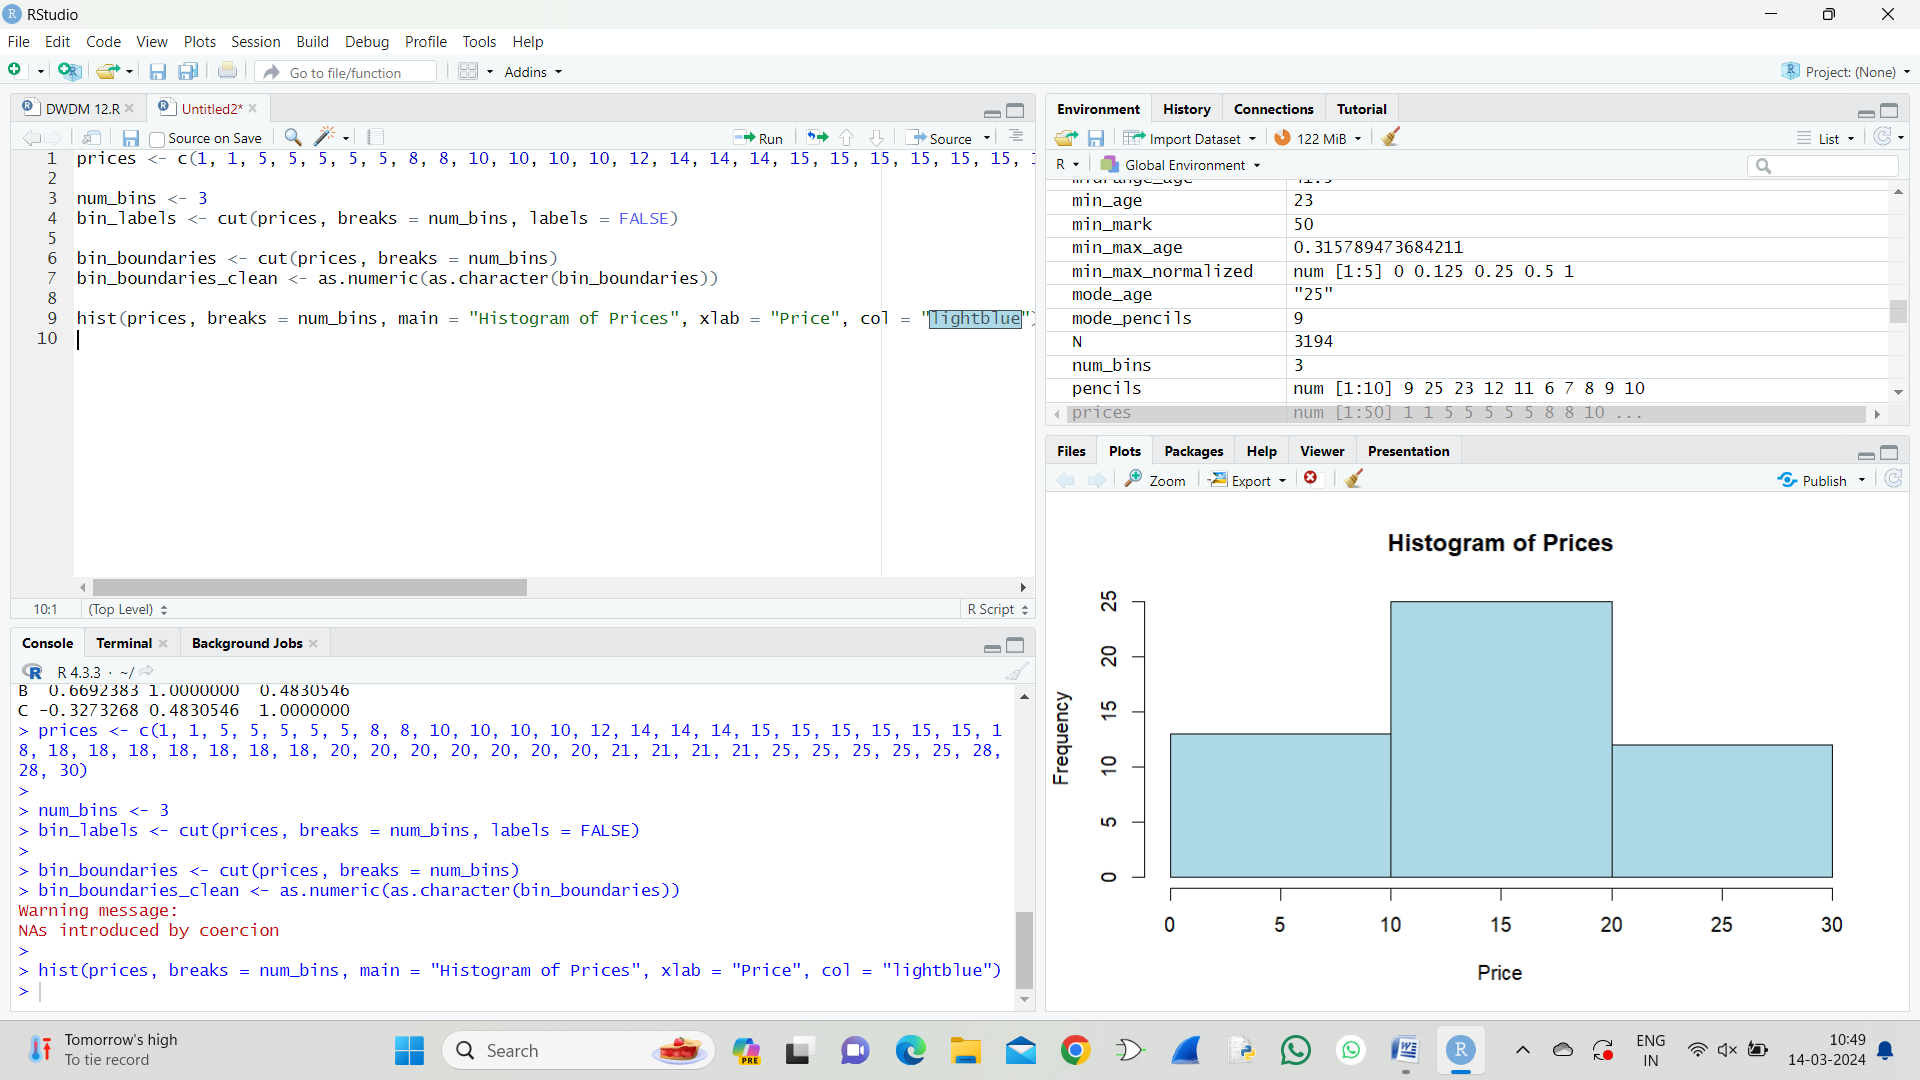 RStudio
File Edit Code View Plots Session Build Debug Profile Tools Help
Go to file/function Addins Project: (None)
DWDM 12.R Untitled2*
Source on Save Run Source
1 prices <- c(1, 1, 5, 5, 5, 5, 5, 8, 8, 10, 10, 10, 10, 12, 14, 14, 14, 15, 15, 15, 15, 15, 15,
2
3 num_bins <- 3
4 bin_labels <- cut(prices, breaks = num_bins, labels = FALSE)
5
6 bin_boundaries <- cut(prices, breaks = num_bins)
7 bin_boundaries_clean <- as.numeric(as.character(bin_boundaries))
8
9 hist(prices, breaks = num_bins, main = "Histogram of Prices", xlab = "Price", col = "lightblue")
10
10:1 (Top Level) R Script
Console Terminal Background Jobs
R 4.3.3 · ~/
B 0.6692383 1.0000000 0.4830546
C -0.3273268 0.4830546 1.0000000
> prices <- c(1, 1, 5, 5, 5, 5, 5, 8, 8, 10, 10, 10, 10, 12, 14, 14, 14, 15, 15, 15, 15, 15, 15, 1
8, 18, 18, 18, 18, 18, 18, 18, 20, 20, 20, 20, 20, 20, 20, 21, 21, 21, 21, 25, 25, 25, 25, 25, 28,
28, 30)
>
> num_bins <- 3
> bin_labels <- cut(prices, breaks = num_bins, labels = FALSE)
>
> bin_boundaries <- cut(prices, breaks = num_bins)
> bin_boundaries_clean <- as.numeric(as.character(bin_boundaries))
Warning message:
NAs introduced by coercion
>
> hist(prices, breaks = num_bins, main = "Histogram of Prices", xlab = "Price", col = "lightblue")
>
Environment History Connections Tutorial
Import Dataset 122 MiB List
R Global Environment
midrange_age 41.5
min_age 23
min_mark 50
min_max_age 0.315789473684211
min_max_normalized num [1:5] 0 0.125 0.25 0.5 1
mode_age "25"
mode_pencils 9
N 3194
num_bins 3
pencils num [1:10] 9 25 23 12 11 6 7 8 9 10
prices num [1:50] 1 1 5 5 5 5 5 8 8 10 ...
Files Plots Packages Help Viewer Presentation
Zoom Export Publish
Histogram of Prices
Frequency
25
20
15
10
5
0
0 5 10 15 20 25 30
Price
Tomorrow's high
To tie record
Search
PRE
ENG
IN
10:49
14-03-2024